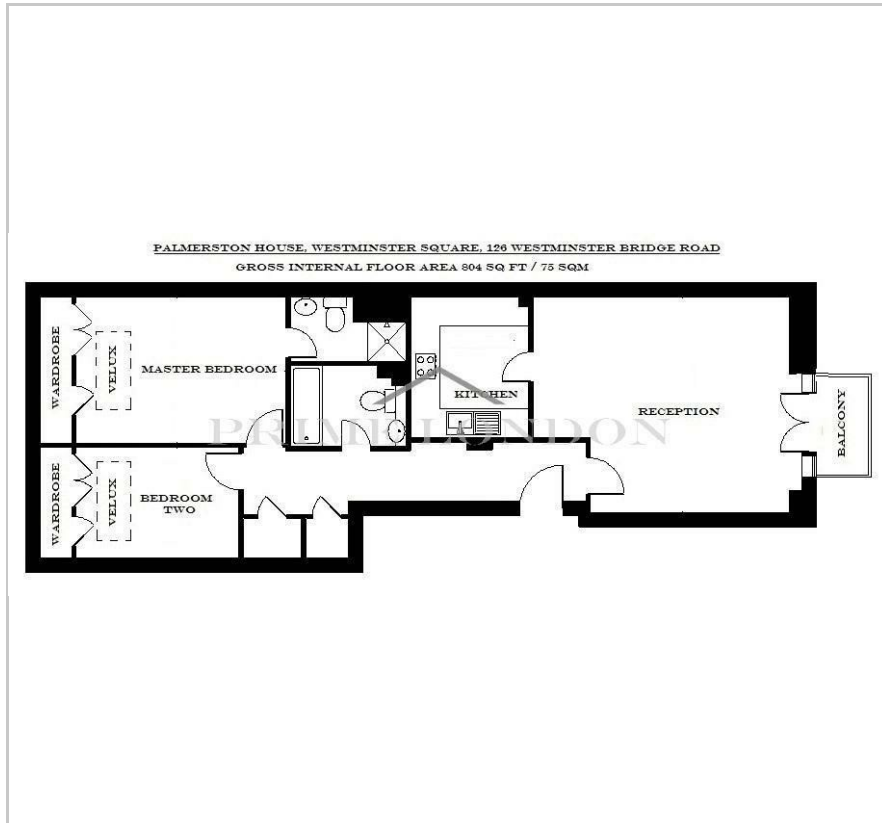 PALMERSTON HOUSE, WESTMINSTER SQUARE, 126 WESTMINSTER BRIDGE ROAD
GROSS INTERNAL FLOOR AREA 804 SQ FT / 75 SQM
WARDROBE
VELUX
MASTER BEDROOM
KITCHEN
RECEPTION
BALCONY
PRIME LONDON
WARDROBE
VELUX
BEDROOM
TWO